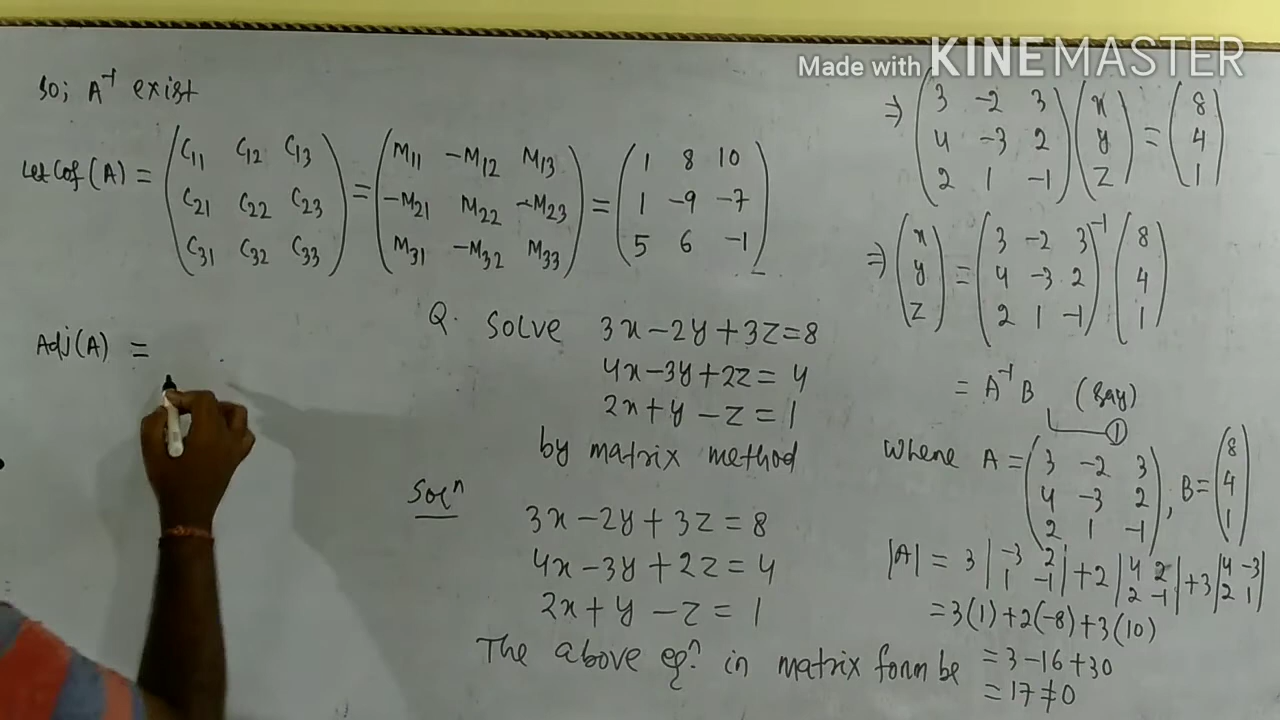 Made with KINEMASTER
So; A⁻¹ exist
Let Cof(A) = (C₁₁ C₁₂ C₁₃ / C₂₁ C₂₂ C₂₃ / C₃₁ C₃₂ C₃₃) = (M₁₁ -M₁₂ M₁₃ / -M₂₁ M₂₂ -M₂₃ / M₃₁ -M₃₂ M₃₃) = (1 8 10 / 1 -9 -7 / 5 6 -1)
Adj(A) =
Q. Solve 3x-2y+3z=8
4x-3y+2z=4
2x+y-z=1
by matrix method
Solⁿ
3x-2y+3z=8
4x-3y+2z=4
2x+y-z=1
The above eqⁿ. in matrix form be
⇒ (3 -2 3 / 4 -3 2 / 2 1 -1) (x / y / z) = (8 / 4 / 1)
⇒ (x / y / z) = (3 -2 3 / 4 -3 2 / 2 1 -1)⁻¹ (8 / 4 / 1)
= A⁻¹B (Say)
①
Where A = (3 -2 3 / 4 -3 2 / 2 1 -1), B = (8 / 4 / 1)
|A| = 3 |-3 2 / 1 -1| +2 |4 2 / 2 -1| +3 |4 -3 / 2 1|
=3(1)+2(-8)+3(10)
=3-16+30
=17≠0